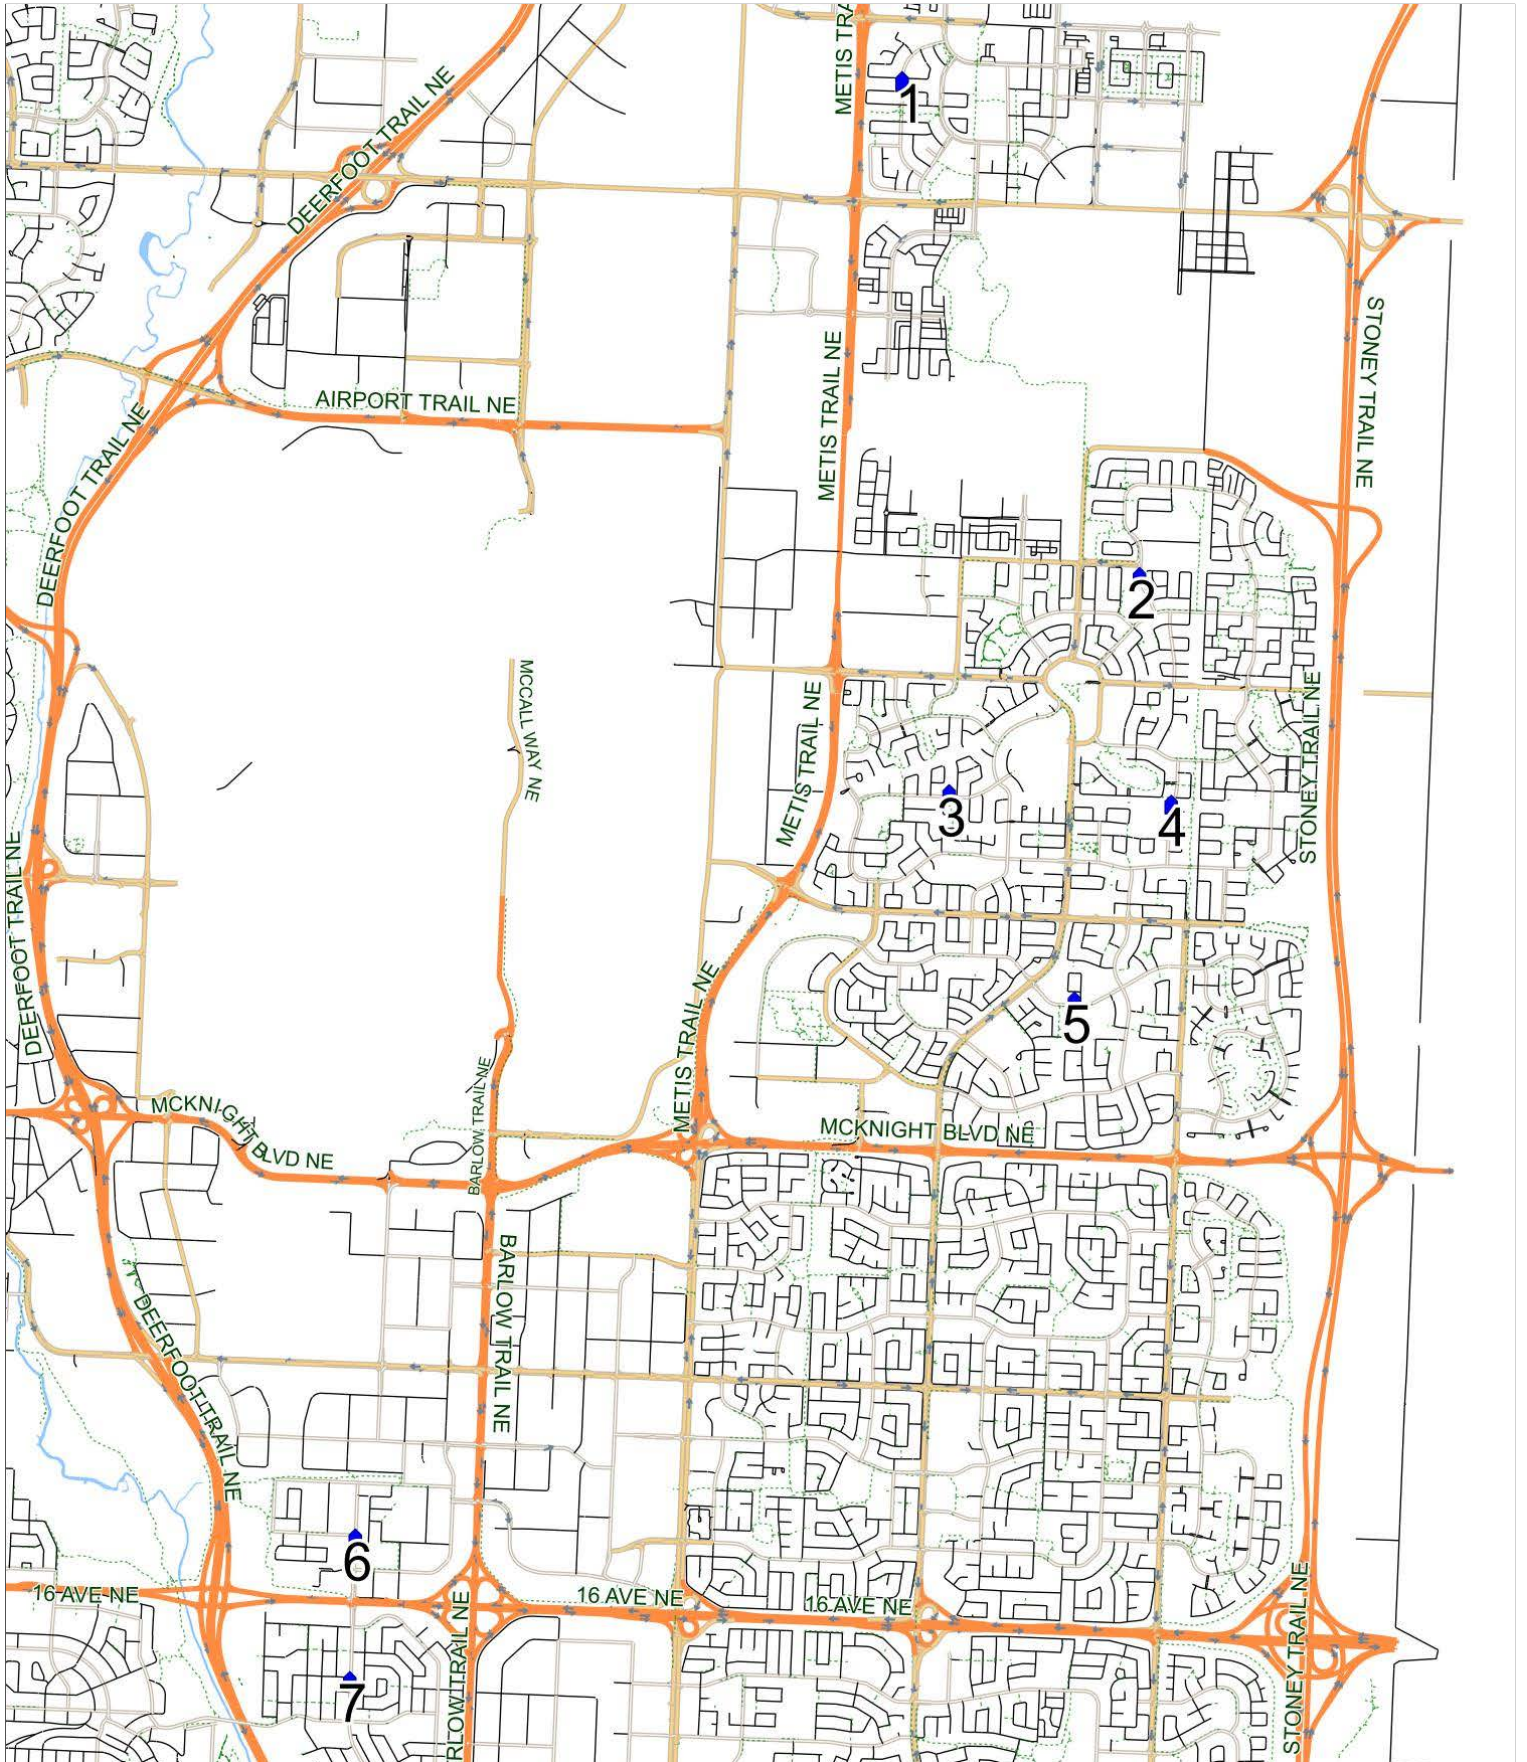 METIS TRA
1
DEERFOOT TRAIL NE
STONEY TRAIL NE
METIS TRAIL NE
AIRPORT TRAIL NE
DEERFOOT TRAIL NE
2
MCCALL WAY NE
STONEY TRAIL NE
METIS TRAIL NE
3
4
DEERFOOT TRAIL NE
METIS TRAIL NE
5
BARLOW TRAIL NE
MCKNIGHT BLVD NE
MCKNIGHT BLVD NE
BARLOW TRAIL NE
DEERFOOT TRAIL NE
6
16 AVE NE
16 AVE NE
16 AVE NE
STONEY TRAIL NE
RLOW TRAIL NE
7